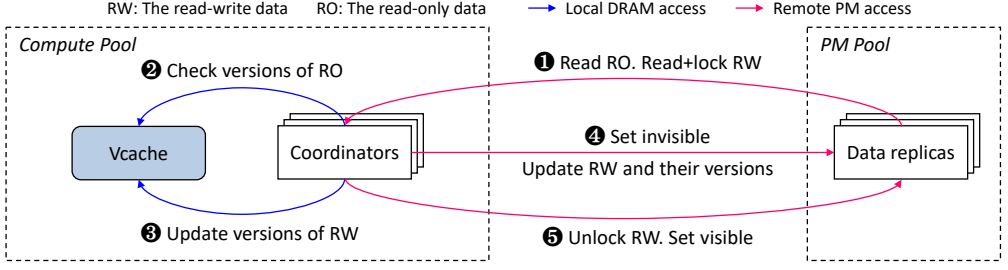 RW: The read-write data RO: The read-only data Local DRAM access Remote PM access
Compute Pool
PM Pool
❷ Check versions of RO
❶ Read RO. Read+lock RW
Vcache
Coordinators
❹ Set invisible
Update RW and their versions
Data replicas
❸ Update versions of RW
❺ Unlock RW. Set visible